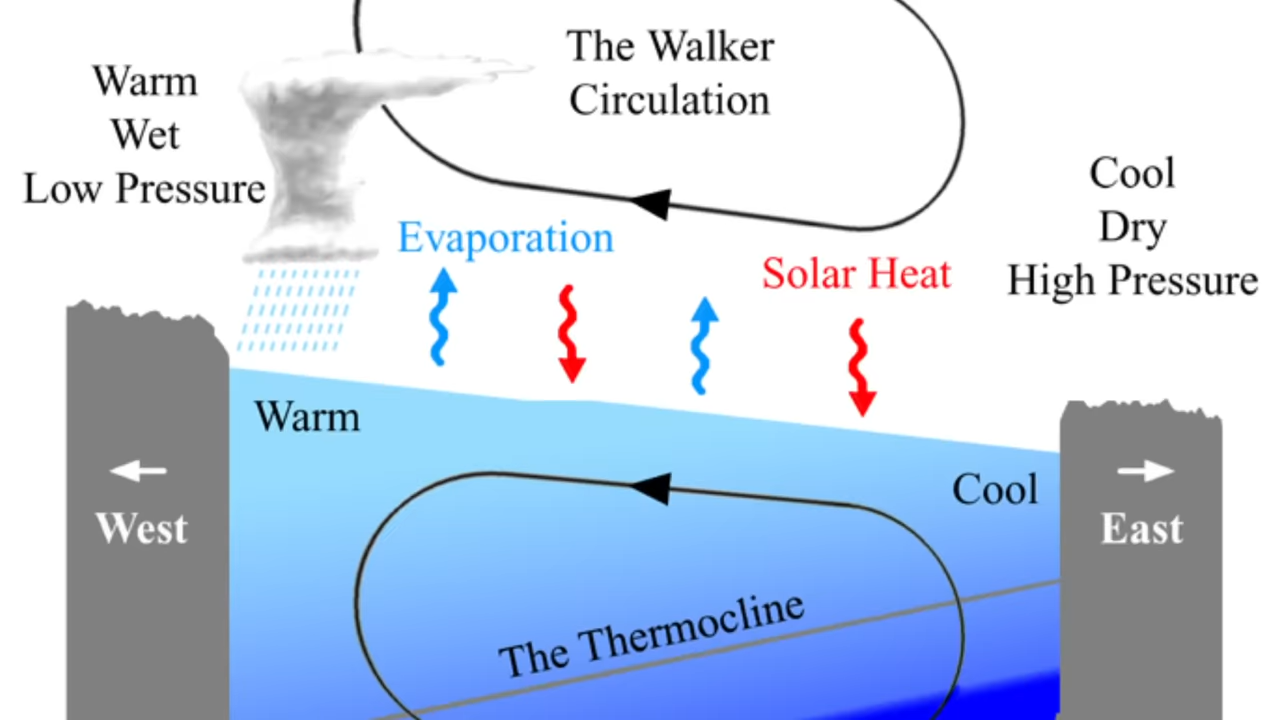 The Walker
Circulation
Warm
Wet
Low Pressure
Cool
Dry
High Pressure
Evaporation
Solar Heat
Warm
Cool
West
East
The Thermocline